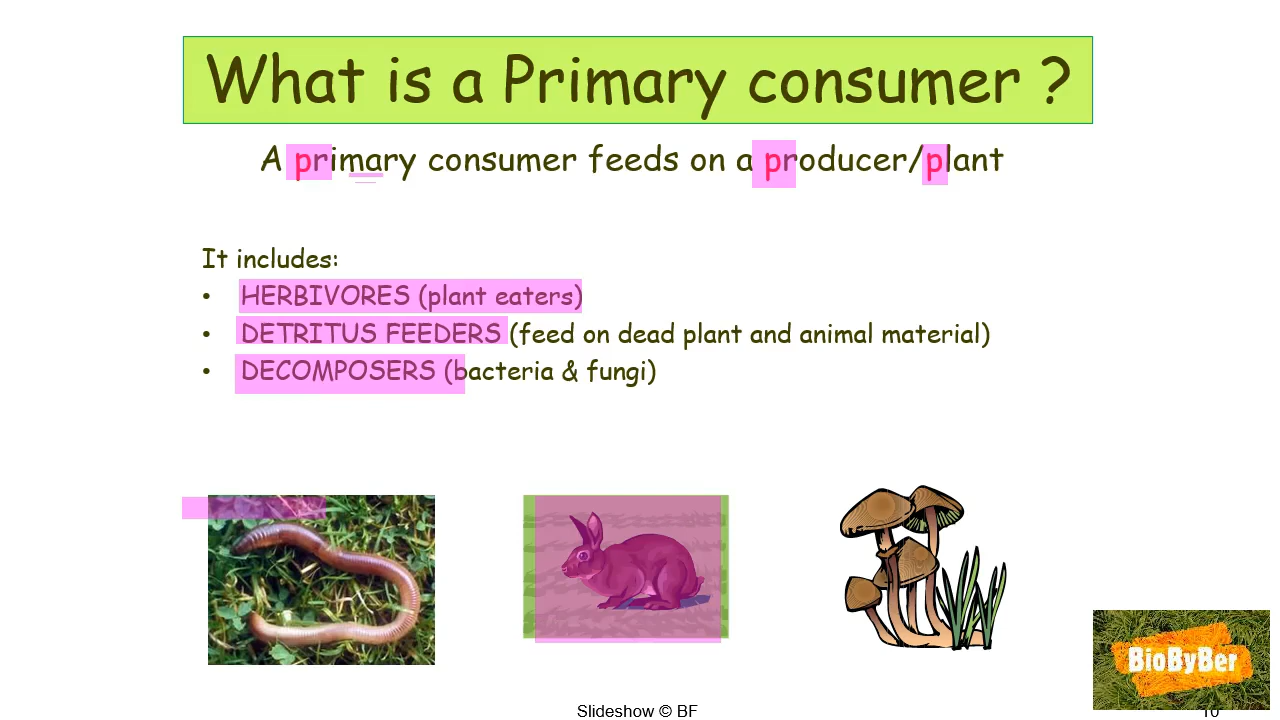 What is a Primary consumer ?
A primary consumer feeds on a producer/plant
It includes:
• HERBIVORES (plant eaters)
• DETRITUS FEEDERS (feed on dead plant and animal material)
• DECOMPOSERS (bacteria & fungi)
BioByBer
Slideshow © BF
10